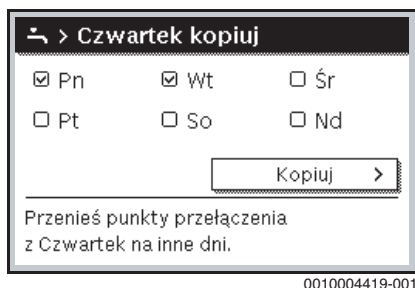 > Czwartek kopiuj
☑ Pn ☑ Wt ☐ Śr
☐ Pt ☐ So ☐ Nd
Kopiuj >
Przenieś punkty przełączenia
z Czwartek na inne dni.
0010004419-001